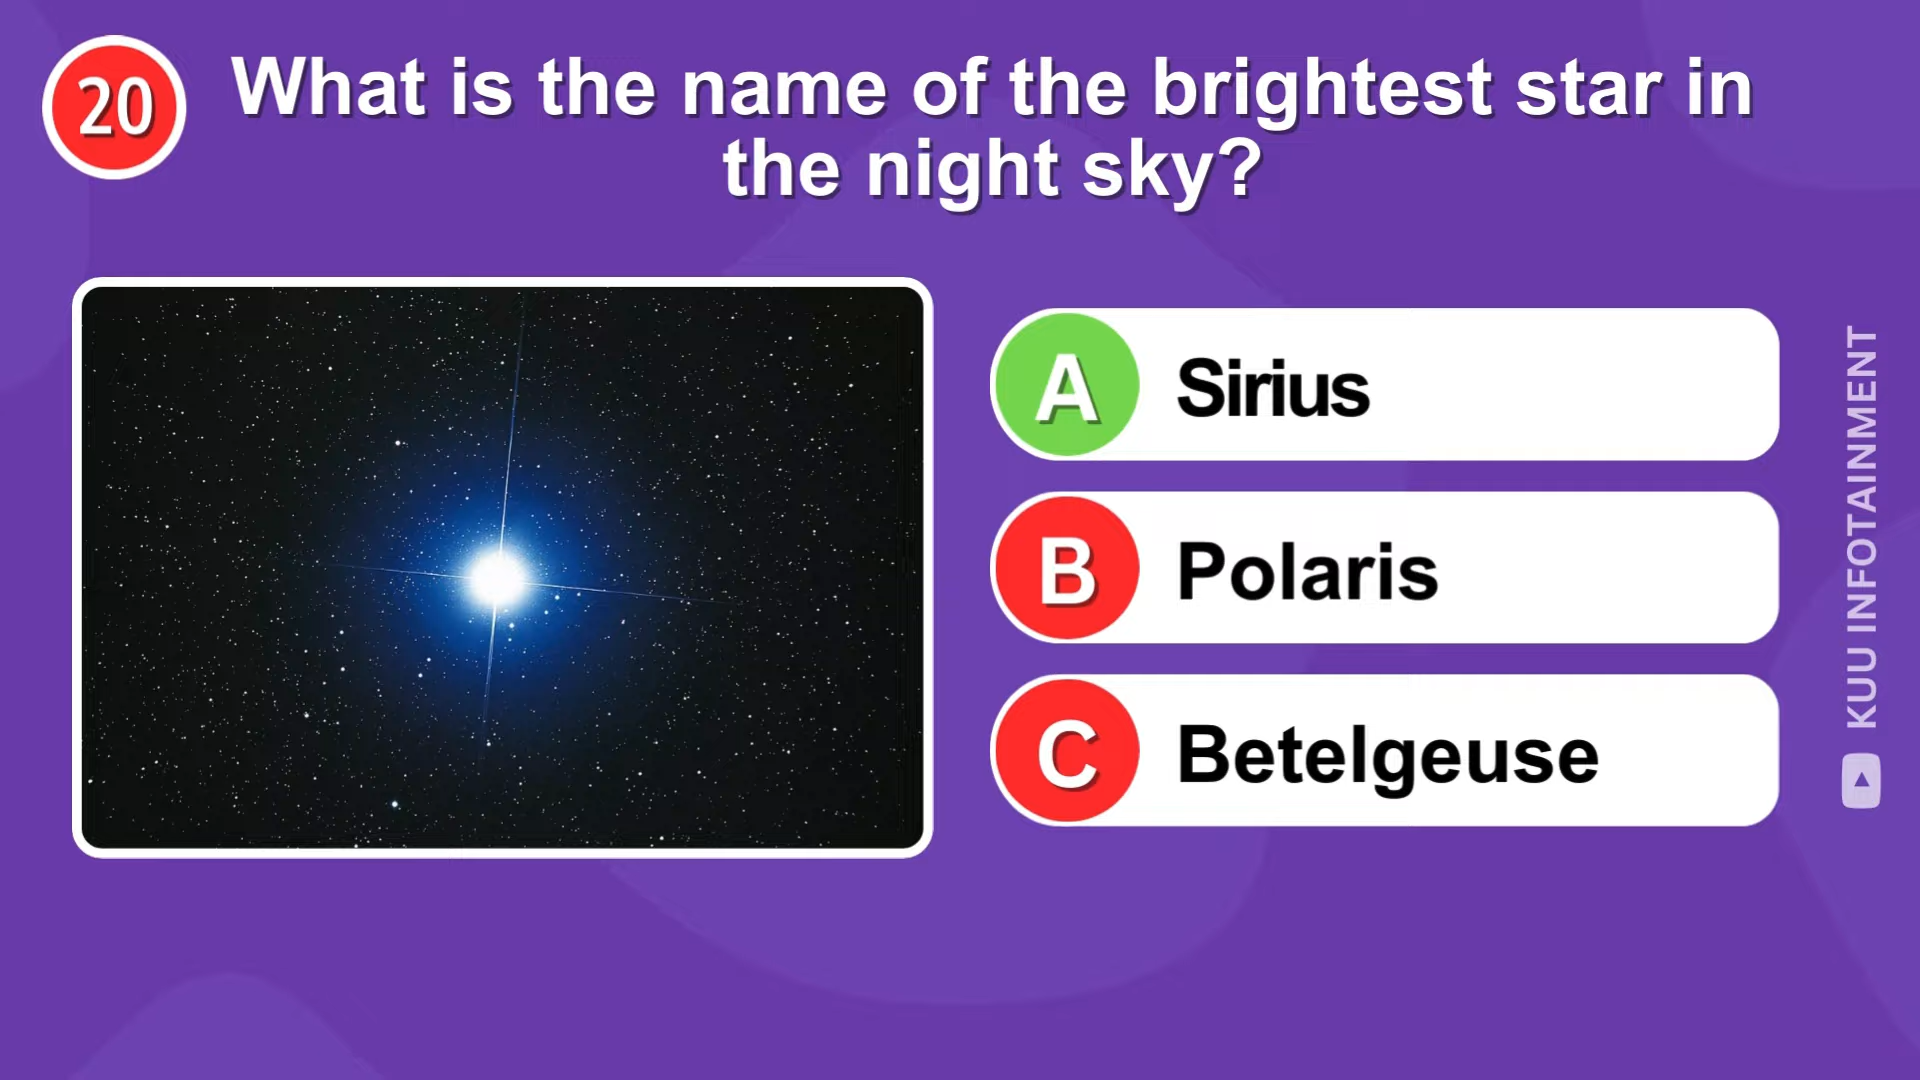 20
What is the name of the brightest star in
the night sky?
A
Sirius
B
Polaris
C
Betelgeuse
KUU INFOTAINMENT